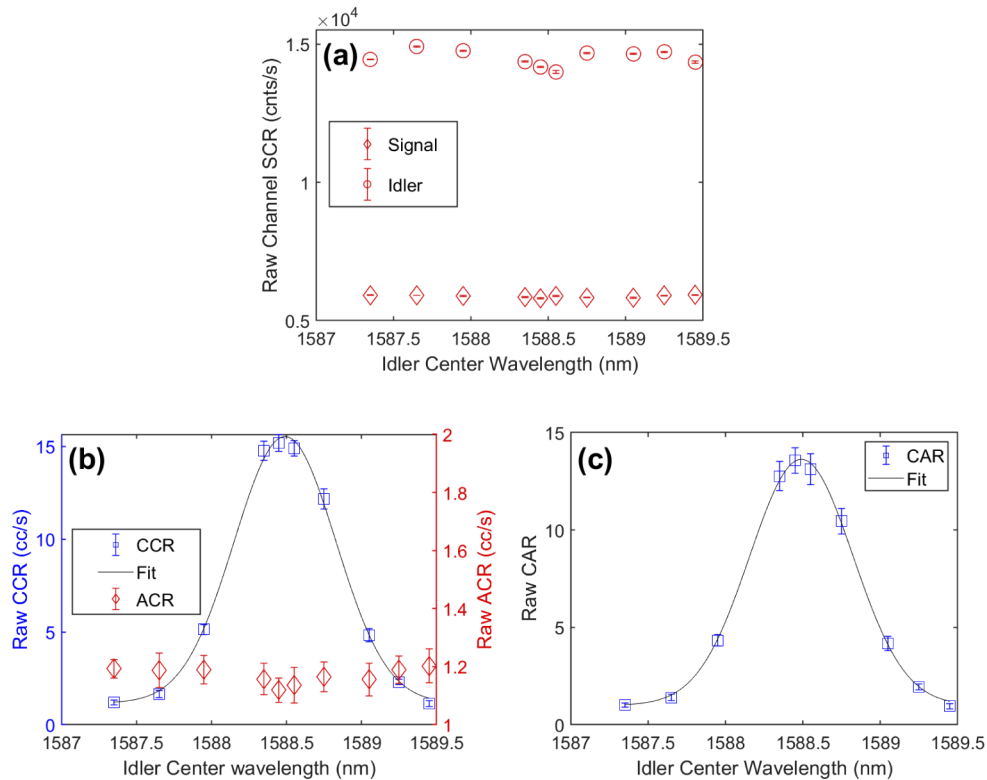 ×10⁴
(a)
1.5
1
0.5
Raw Channel SCR (cnts/s)
Signal
Idler
1587 1587.5 1588 1588.5 1589 1589.5
Idler Center Wavelength (nm)
(b)
15
10
5
0
Raw CCR (cc/s)
CCR
Fit
ACR
2
1.8
1.6
1.4
1.2
1
Raw ACR (cc/s)
1587 1587.5 1588 1588.5 1589 1589.5
Idler Center wavelength (nm)
(c)
15
10
5
0
Raw CAR
CAR
Fit
1587 1587.5 1588 1588.5 1589 1589.5
Idler Center Wavelength (nm)